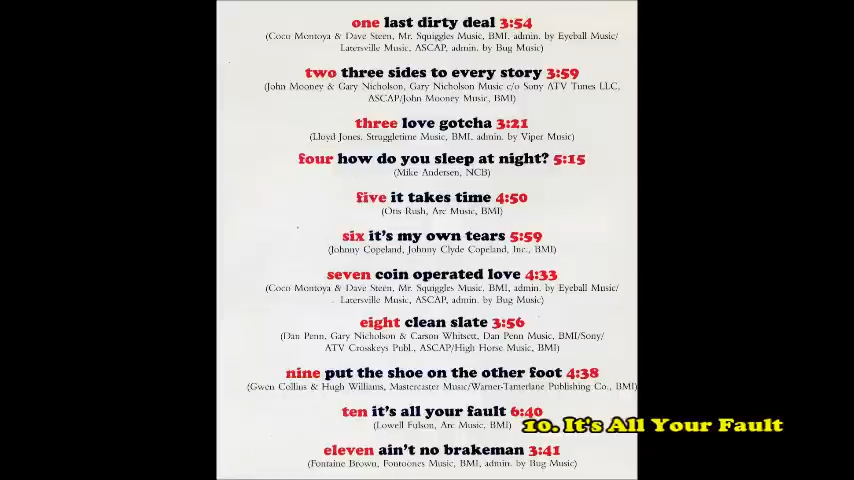 one last dirty deal 3:54
(Coco Montoya & Dave Steen, Mr. Squiggles Music, BMI, admin. by Eyeball Music/
Latersville Music, ASCAP, admin. by Bug Music)
two three sides to every story 3:59
(John Mooney & Gary Nicholson, Gary Nicholson Music c/o Sony ATV Tunes LLC,
ASCAP/John Mooney Music, BMI)
three love gotcha 3:21
(Lloyd Jones, Struggletime Music, BMI, admin. by Viper Music)
four how do you sleep at night? 5:15
(Mike Andersen, NCB)
five it takes time 4:50
(Otis Rush, Arc Music, BMI)
six it's my own tears 5:59
(Johnny Copeland, Johnny Clyde Copeland, Inc., BMI)
seven coin operated love 4:33
(Coco Montoya & Dave Steen, Mr. Squiggles Music, BMI, admin. by Eyeball Music/
Latersville Music, ASCAP, admin. by Bug Music)
eight clean slate 3:56
(Dan Penn, Gary Nicholson & Carson Whitsett, Dan Penn Music, BMI/Sony/
ATV Crosskeys Publ., ASCAP/High Horse Music, BMI)
nine put the shoe on the other foot 4:38
(Gwen Collins & Hugh Williams, Mastercaster Music/Warner-Tamerlane Publishing Co., BMI)
ten it's all your fault 6:40
(Lowell Fulson, Arc Music, BMI)
10. It's All Your Fault
eleven ain't no brakeman 3:41
(Fontaine Brown, Fontoones Music, BMI, admin. by Bug Music)